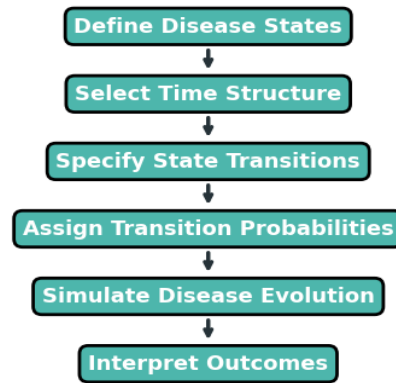 Define Disease States
Select Time Structure
Specify State Transitions
Assign Transition Probabilities
Simulate Disease Evolution
Interpret Outcomes